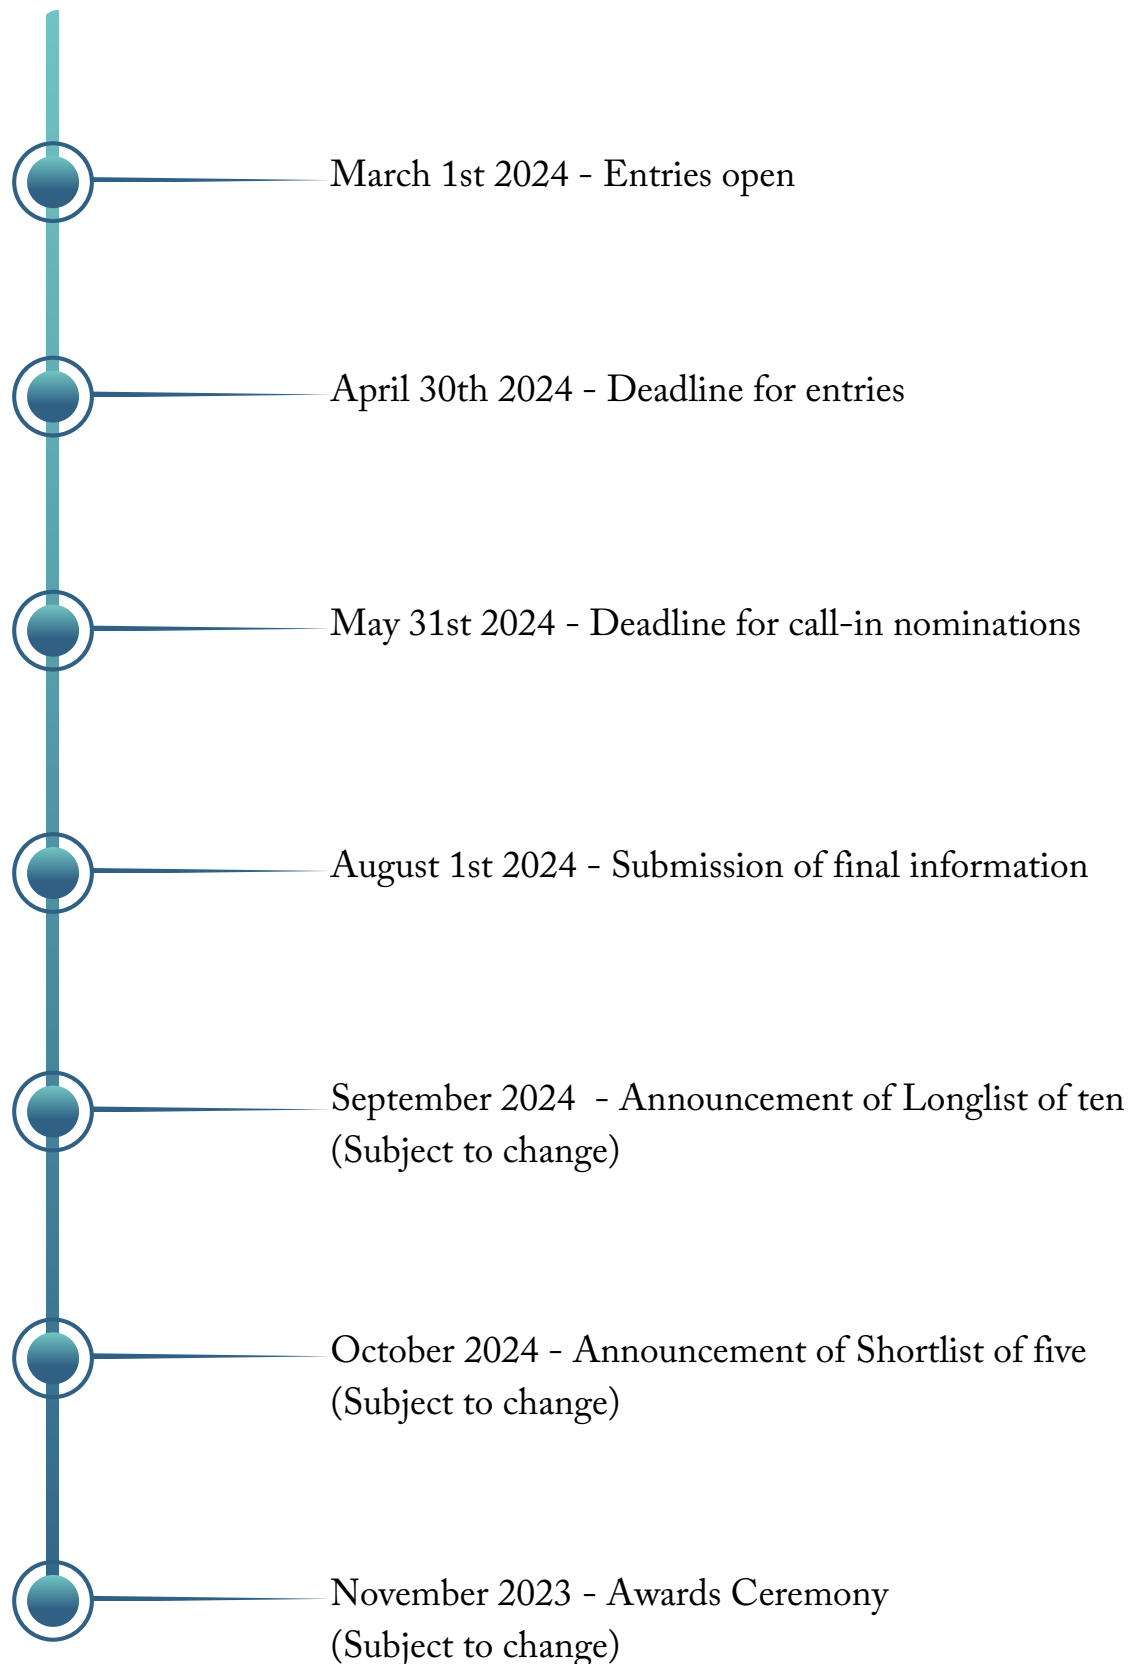 March 1st 2024 - Entries open
April 30th 2024 - Deadline for entries
May 31st 2024 - Deadline for call-in nominations
August 1st 2024 - Submission of final information
September 2024  - Announcement of Longlist of ten
(Subject to change)
October 2024 - Announcement of Shortlist of five
(Subject to change)
November 2023 - Awards Ceremony
(Subject to change)